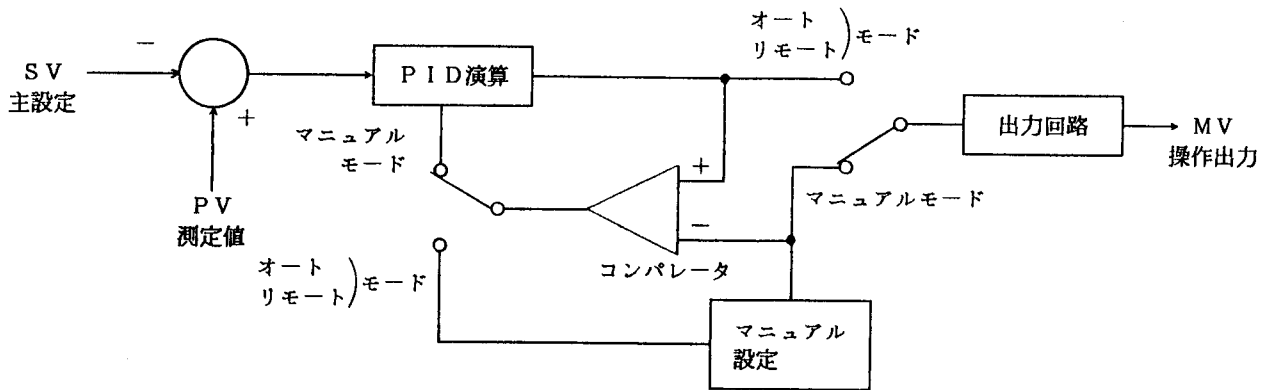 オート
リモート)モード
－
SV
主設定
PID演算
＋
マニュアル
モード
出力回路
MV
操作出力
＋
マニュアルモード
PV
測定値
－
コンパレータ
オート
リモート)モード
マニュアル
設定